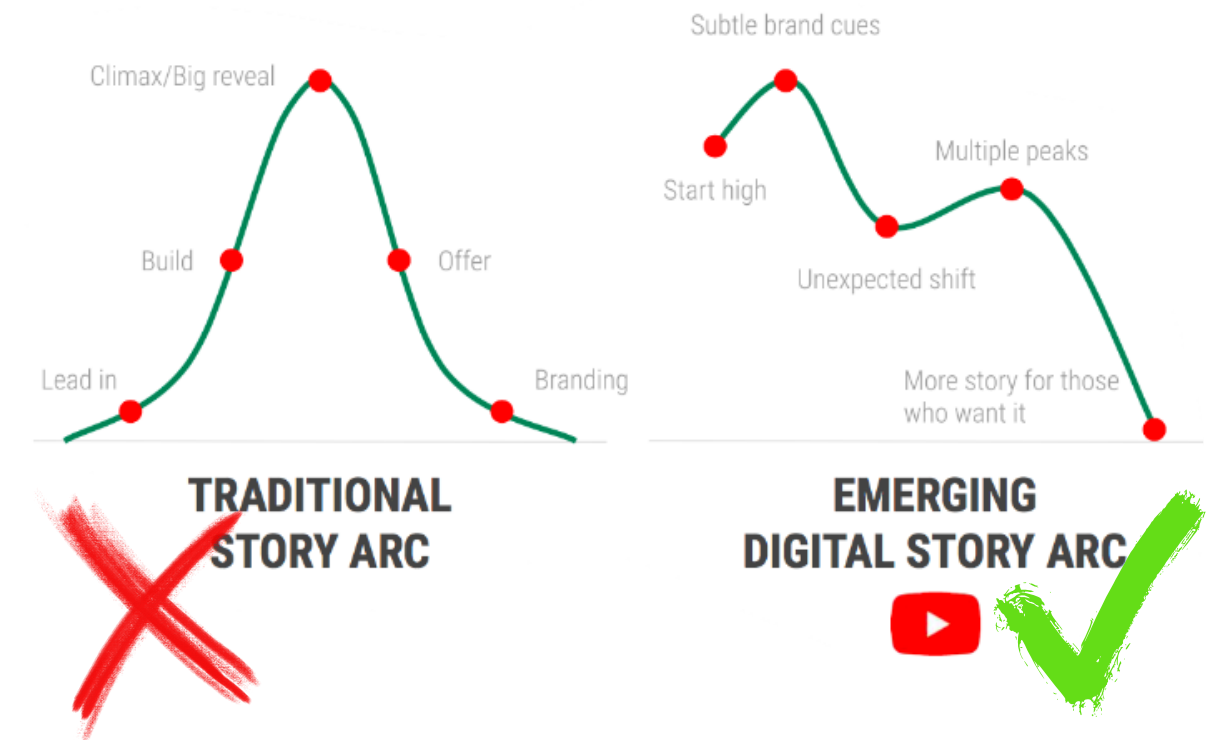 Climax/Big reveal
Build
Offer
Lead in
Branding
TRADITIONAL
STORY ARC
Subtle brand cues
Start high
Multiple peaks
Unexpected shift
More story for those
who want it
EMERGING
DIGITAL STORY ARC